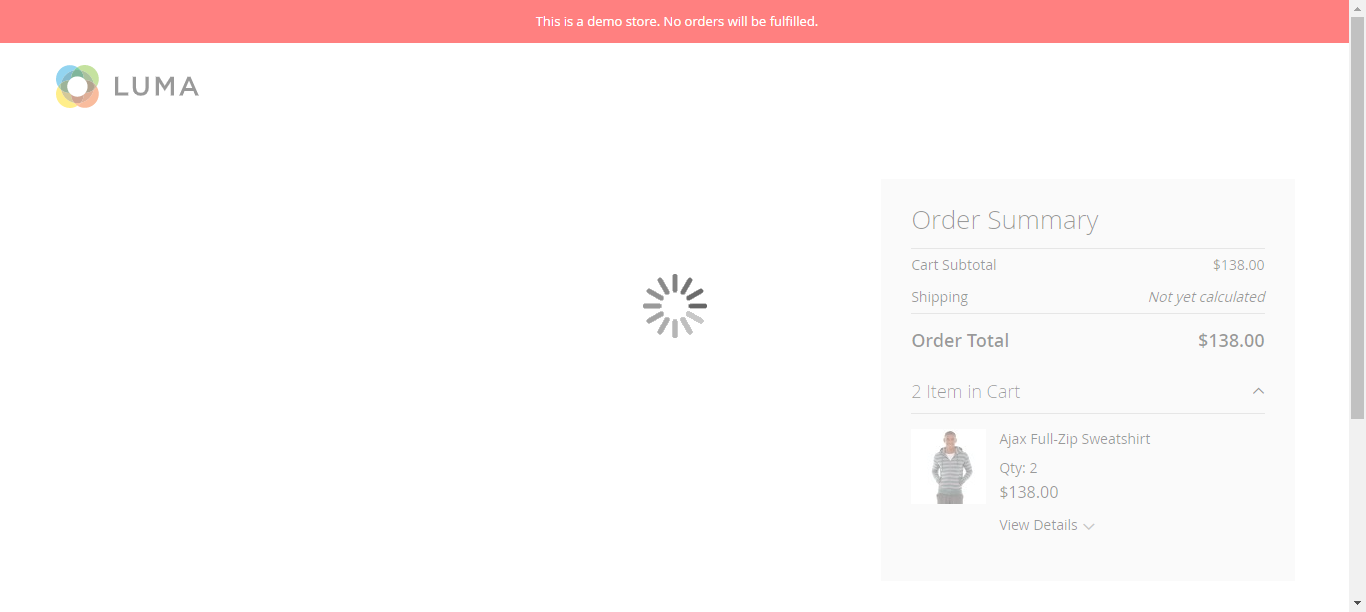 This is a demo store. No orders will be fulfilled.
LUMA
Order Summary
Cart Subtotal $138.00
Shipping Not yet calculated
Order Total $138.00
2 Item in Cart
Ajax Full-Zip Sweatshirt
Qty: 2
$138.00
View Details